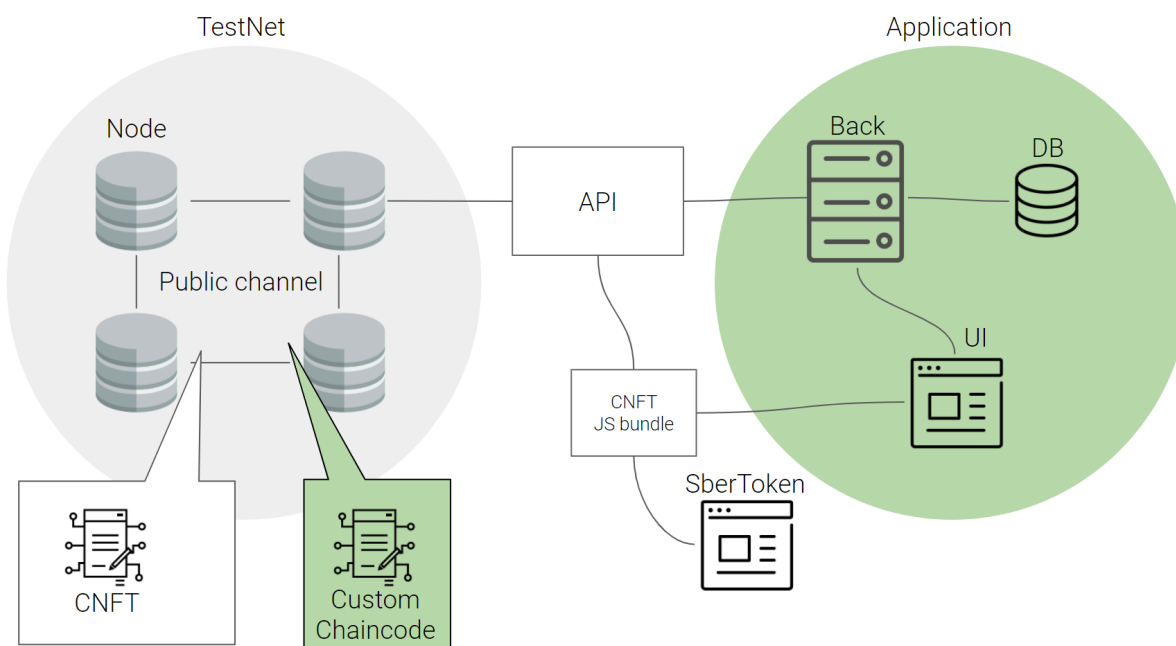 TestNet
Application
Node
Back
DB
API
Public channel
UI
CNFT
JS bundle
SberToken
CNFT
Custom
Chaincode